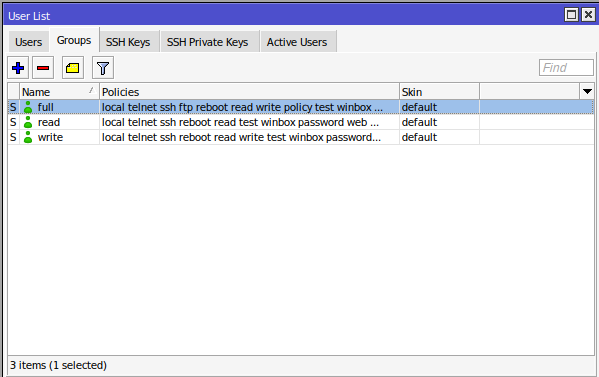 User List
Users Groups SSH Keys SSH Private Keys Active Users
Find
Name Policies Skin
S full local telnet ssh ftp reboot read write policy test winbox ... default
S read local telnet ssh reboot read test winbox password web ... default
S write local telnet ssh reboot read write test winbox password... default
3 items (1 selected)